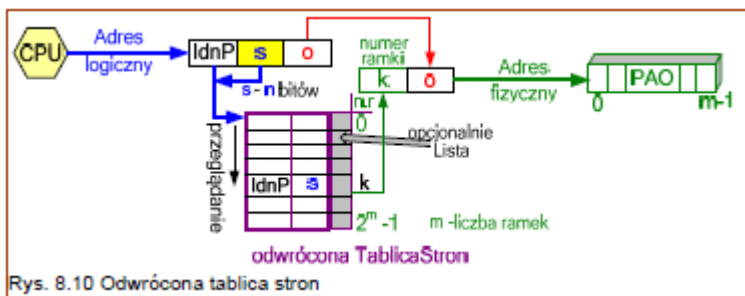 CPU
Adres
logiczny
IdnP s o
s - n bitów
numer
ramki
k o
Adres
fizyczny
PAO
0 m-1
przeglądanie
nr
0
opcjonalnie
Lista
IdnP s k
2^m -1 m -liczba ramek
odwrócona TablicaStron
Rys. 8.10 Odwrócona tablica stron